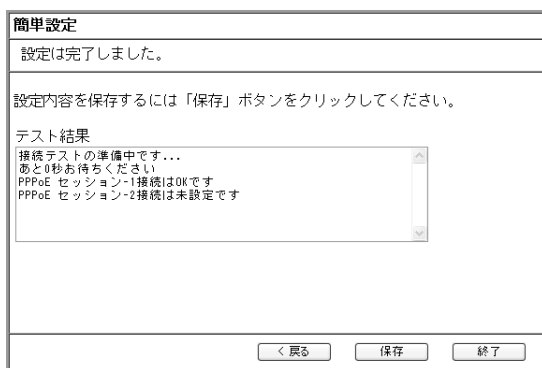 簡単設定
設定は完了しました。
設定内容を保存するには「保存」ボタンをクリックしてください。
テスト結果
接続テストの準備中です...
あと0秒お待ちください
PPPoE セッション-1接続はOKです
PPPoE セッション-2接続は未設定です
< 戻る
保存
終了